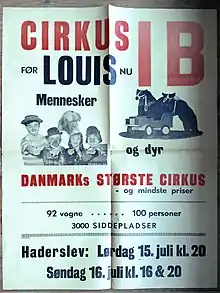 CIRKUS
FØR LOUIS NU IB
Mennesker
og dyr
DANMARKs STØRSTE CIRKUS
- og mindste priser
92 vogne ...... 100 personer
3000 SIDDEPLADSER
Haderslev: Lørdag 15. juli kl. 20
Søndag 16. juli kl. 16 & 20